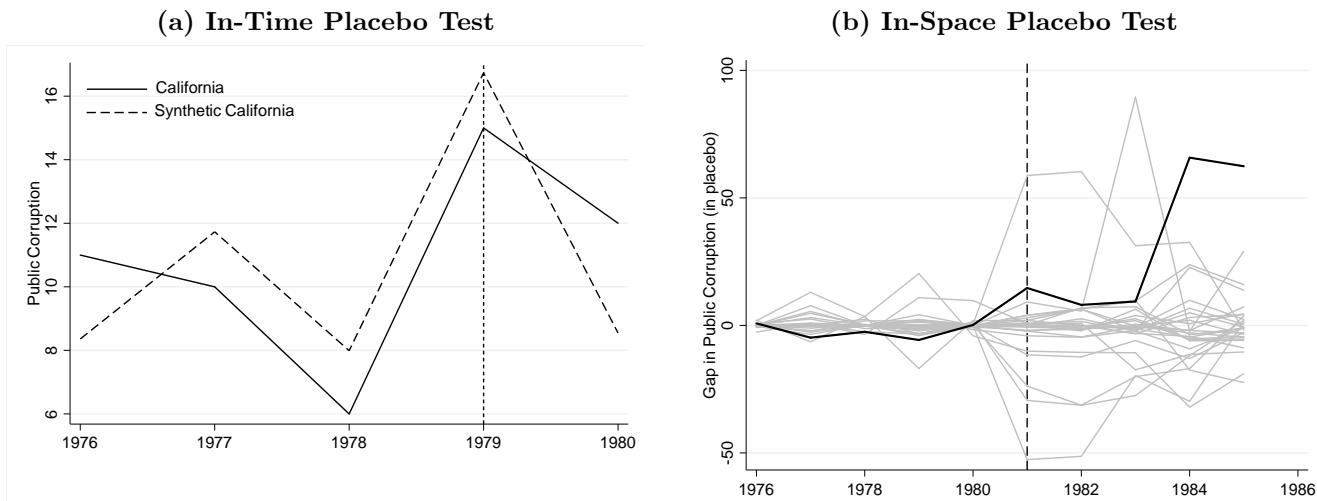 (a) In-Time Placebo Test
Public Corruption
16
14
12
10
8
6
California
Synthetic California
1976 1977 1978 1979 1980
(b) In-Space Placebo Test
Gap in Public Corruption (in placebo)
100
50
0
-50
1976 1978 1980 1982 1984 1986